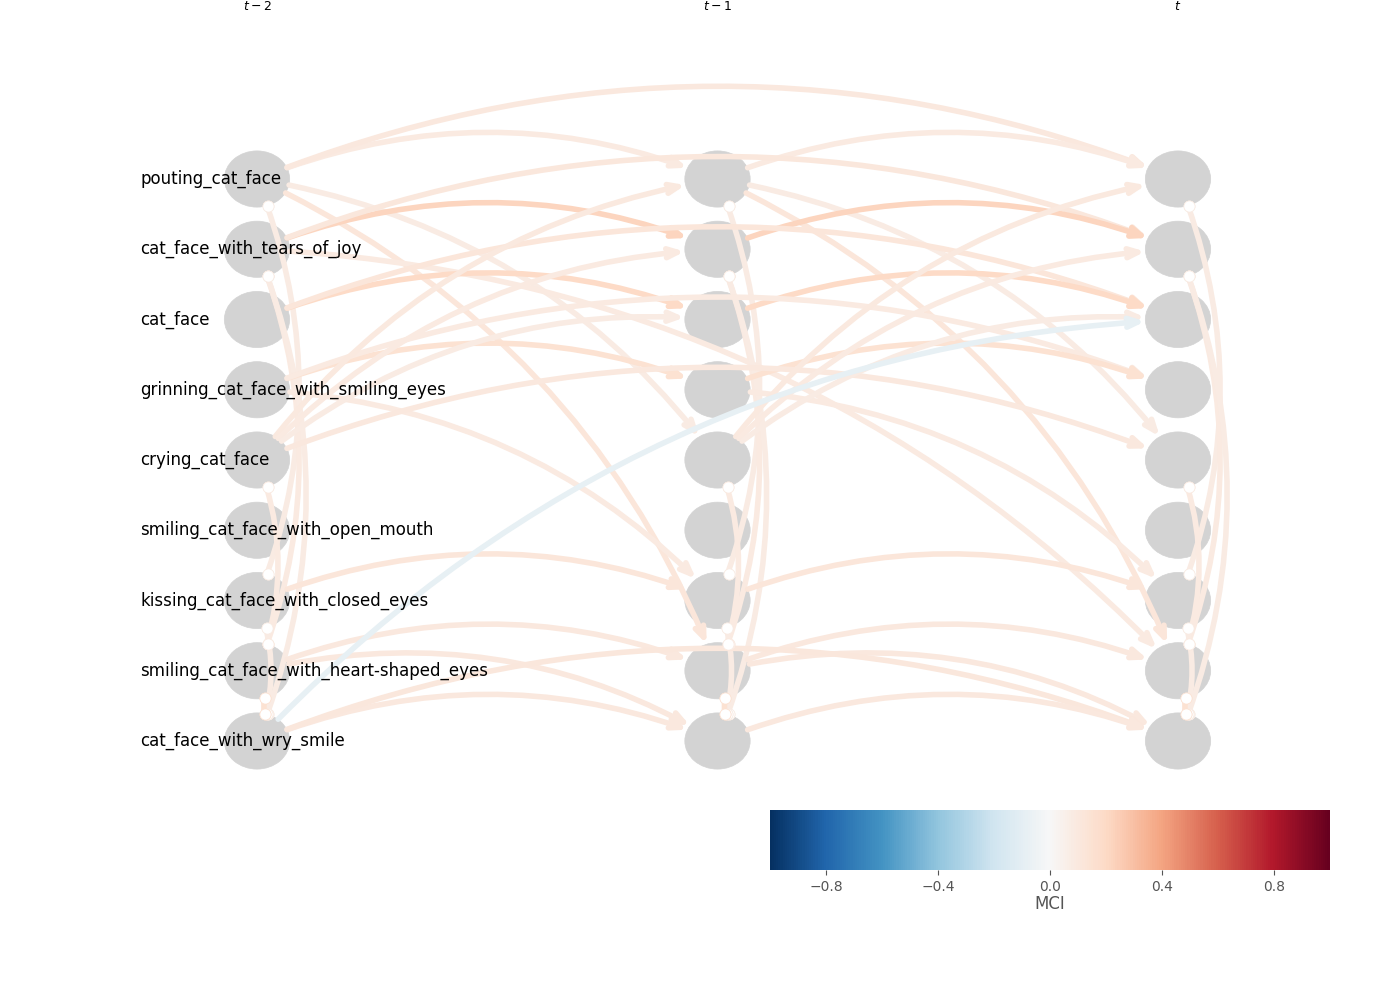 t − 2 t − 1 t
pouting_cat_face
cat_face_with_tears_of_joy
cat_face
grinning_cat_face_with_smiling_eyes
crying_cat_face
smiling_cat_face_with_open_mouth
kissing_cat_face_with_closed_eyes
smiling_cat_face_with_heart-shaped_eyes
cat_face_with_wry_smile
−0.8 −0.4 0.0 0.4 0.8
MCI